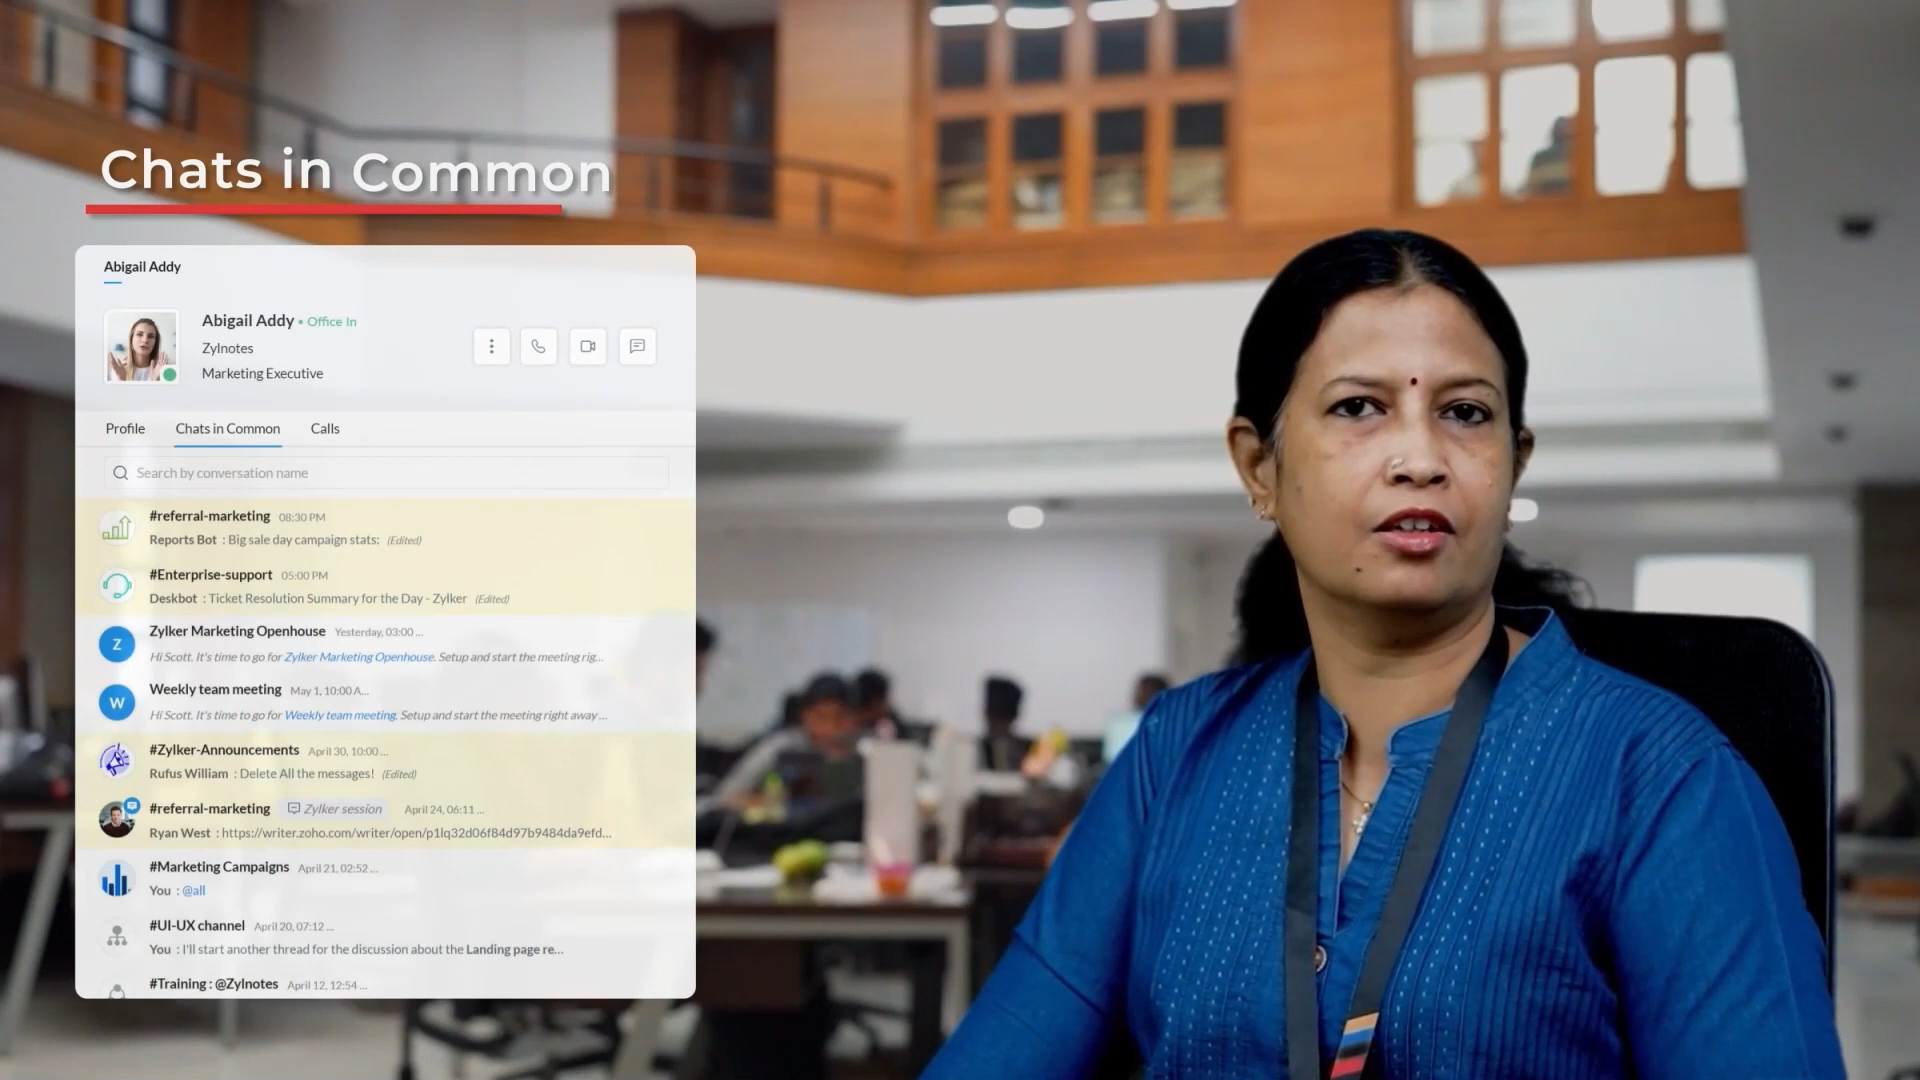 Chats in Common
Abigail Addy
Abigail Addy • Office In
Zylnotes
Marketing Executive
Profile Chats in Common Calls
Search by conversation name
#referral-marketing 08:30 PM
Reports Bot : Big sale day campaign stats: (Edited)
#Enterprise-support 05:00 PM
Deskbot : Ticket Resolution Summary for the Day - Zylker (Edited)
Z
Zylker Marketing Openhouse Yesterday, 03:00 ...
Hi Scott. It's time to go for Zylker Marketing Openhouse. Setup and start the meeting rig...
W
Weekly team meeting May 1, 10:00 A...
Hi Scott. It's time to go for Weekly team meeting. Setup and start the meeting right away ...
#Zylker-Announcements April 30, 10:00 ...
Rufus William : Delete All the messages! (Edited)
#referral-marketing Zylker session April 24, 06:11 ...
Ryan West : https://writer.zoho.com/writer/open/p1lq32d06f84d97b9484da9efd...
#Marketing Campaigns April 21, 02:52 ...
You : @all
#UI-UX channel April 20, 07:12 ...
You : I'll start another thread for the discussion about the Landing page re...
#Training : @Zylnotes April 12, 12:54 ...